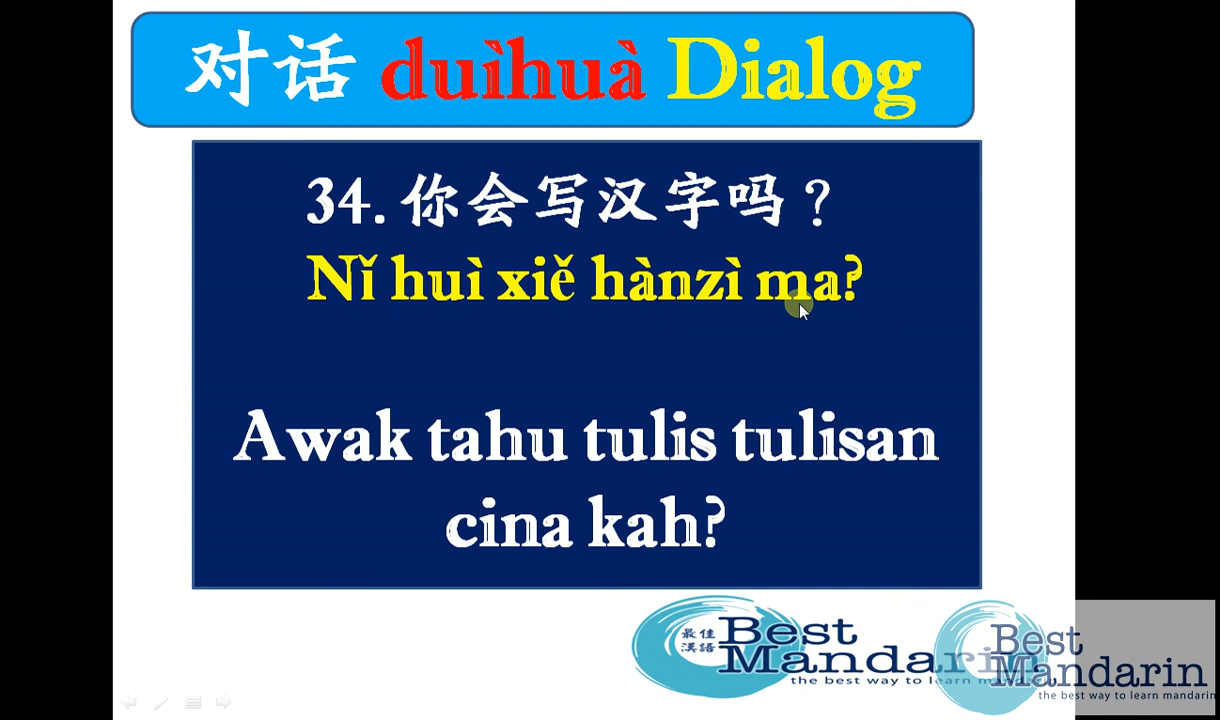 对话 duìhuà Dialog
34. 你会写汉字吗？
Nǐ huì xiě hànzì ma?
Awak tahu tulis tulisan
cina kah?
最佳
漢語
Best
Mandarin
the best way to learn mandarin
Best
Mandarin
the best way to learn mandarin